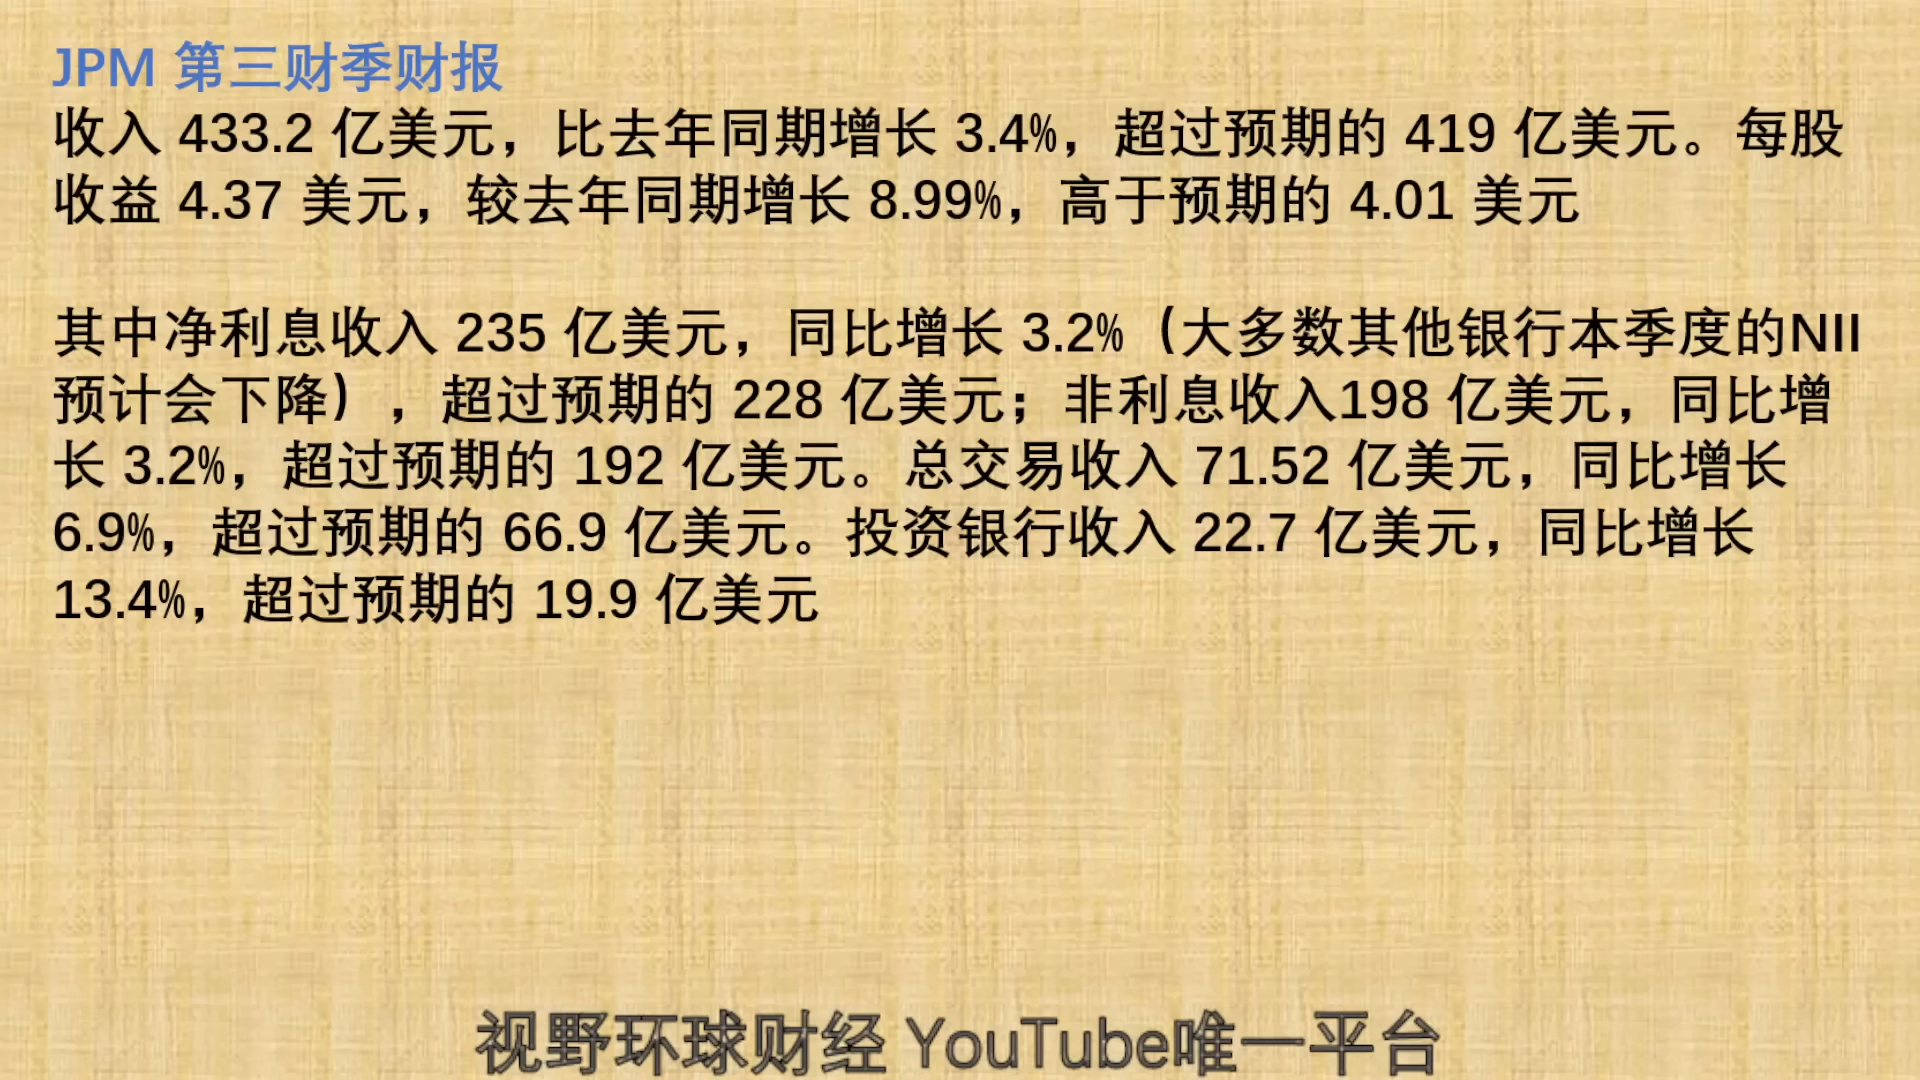 JPM 第三财季财报
收入 433.2 亿美元，比去年同期增长 3.4%，超过预期的 419 亿美元。每股
收益 4.37 美元，较去年同期增长 8.99%，高于预期的 4.01 美元
其中净利息收入 235 亿美元，同比增长 3.2%（大多数其他银行本季度的NII
预计会下降），超过预期的 228 亿美元；非利息收入198 亿美元，同比增
长 3.2%，超过预期的 192 亿美元。总交易收入 71.52 亿美元，同比增长
6.9%，超过预期的 66.9 亿美元。投资银行收入 22.7 亿美元，同比增长
13.4%，超过预期的 19.9 亿美元
视野环球财经 YouTube唯一平台